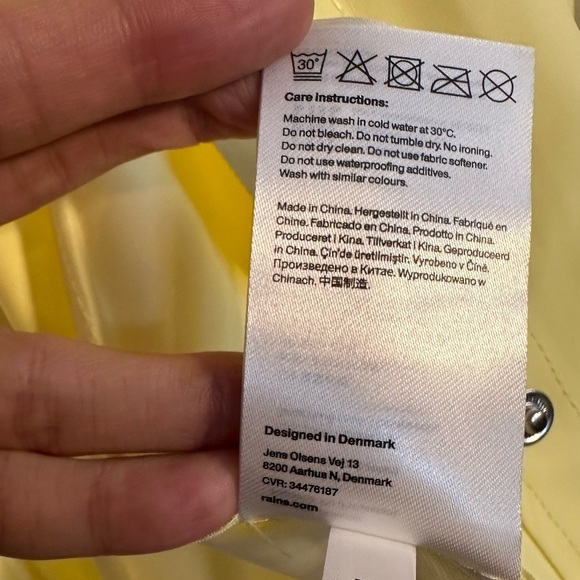 30°
Care instructions:
Machine wash in cold water at 30°C.
Do not bleach. Do not tumble dry. No ironing.
Do not dry clean. Do not use fabric softener.
Do not use waterproofing additives.
Wash with similar colours.
Made in China. Hergestellt in China. Fabriqué en
Chine. Fabricado en China. Prodotto in China.
Produceret i Kina. Tillverkat i Kina. Geproduceerd
in China. Çin'de üretilmiştir. Vyrobeno v Číně.
Произведено в Китае. Wyprodukowano w
Chinach. 中国制造.
Designed in Denmark
Jens Olsens Vej 13
8200 Aarhus N, Denmark
CVR: 34476187
rains.com